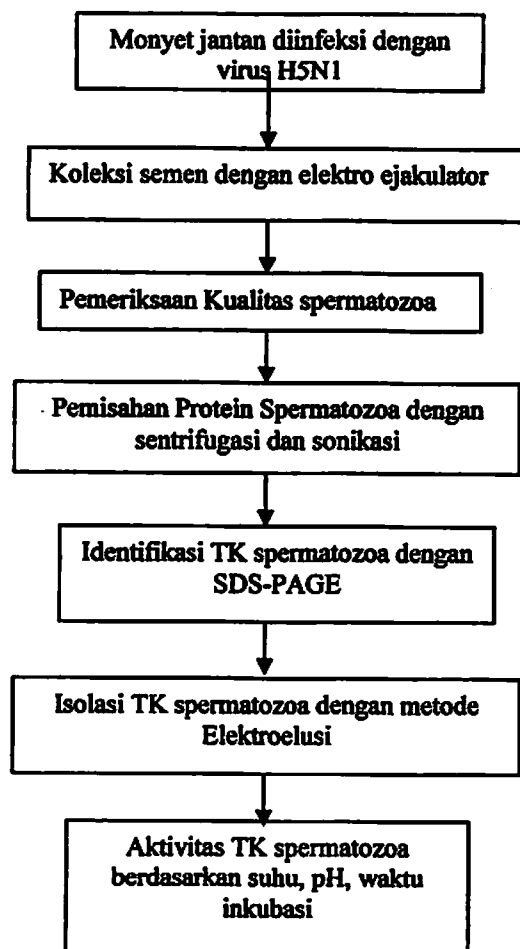 Monyet jantan diinfeksi dengan
virus H5N1
Koleksi semen dengan elektro ejakulator
Pemeriksaan Kualitas spermatozoa
Pemisahan Protein Spermatozoa dengan
sentrifugasi dan sonikasi
Identifikasi TK spermatozoa dengan
SDS-PAGE
Isolasi TK spermatozoa dengan metode
Elektroelusi
Aktivitas TK spermatozoa
berdasarkan suhu, pH, waktu
inkubasi